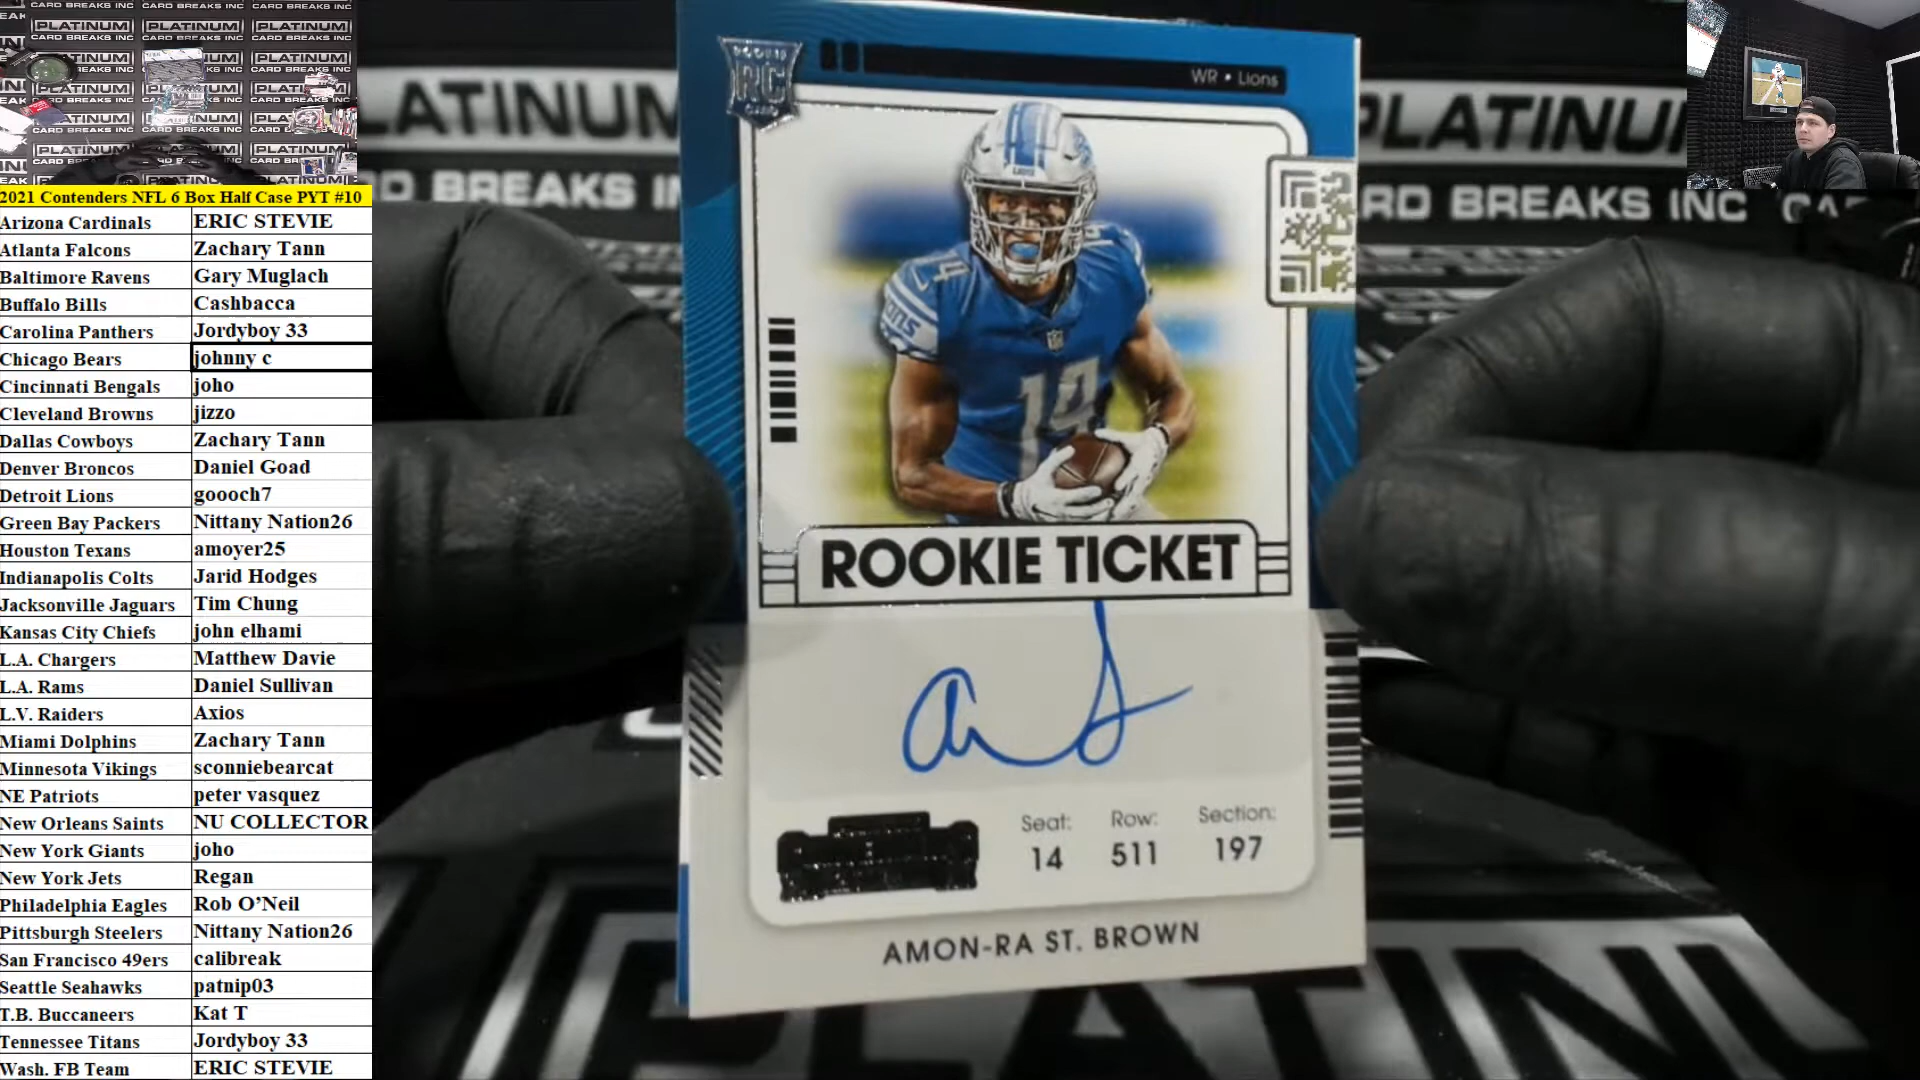 PLATINUM
CARD BREAKS INC
2021 Contenders NFL 6 Box Half Case PYT #10
Arizona Cardinals ERIC STEVIE
Atlanta Falcons Zachary Tann
Baltimore Ravens Gary Muglach
Buffalo Bills Cashbacca
Carolina Panthers Jordyboy 33
Chicago Bears johnny c
Cincinnati Bengals joho
Cleveland Browns jizzo
Dallas Cowboys Zachary Tann
Denver Broncos Daniel Goad
Detroit Lions goooch7
Green Bay Packers Nittany Nation26
Houston Texans amoyer25
Indianapolis Colts Jarid Hodges
Jacksonville Jaguars Tim Chung
Kansas City Chiefs john elhami
L.A. Chargers Matthew Davie
L.A. Rams Daniel Sullivan
L.V. Raiders Axios
Miami Dolphins Zachary Tann
Minnesota Vikings sconniebearcat
NE Patriots peter vasquez
New Orleans Saints NU COLLECTOR
New York Giants joho
New York Jets Regan
Philadelphia Eagles Rob O’Neil
Pittsburgh Steelers Nittany Nation26
San Francisco 49ers calibreak
Seattle Seahawks patnip03
T.B. Buccaneers Kat T
Tennessee Titans Jordyboy 33
Wash. FB Team ERIC STEVIE
RC
WR • Lions
14
ROOKIE TICKET
Seat: Row: Section:
14 511 197
AMON-RA ST. BROWN